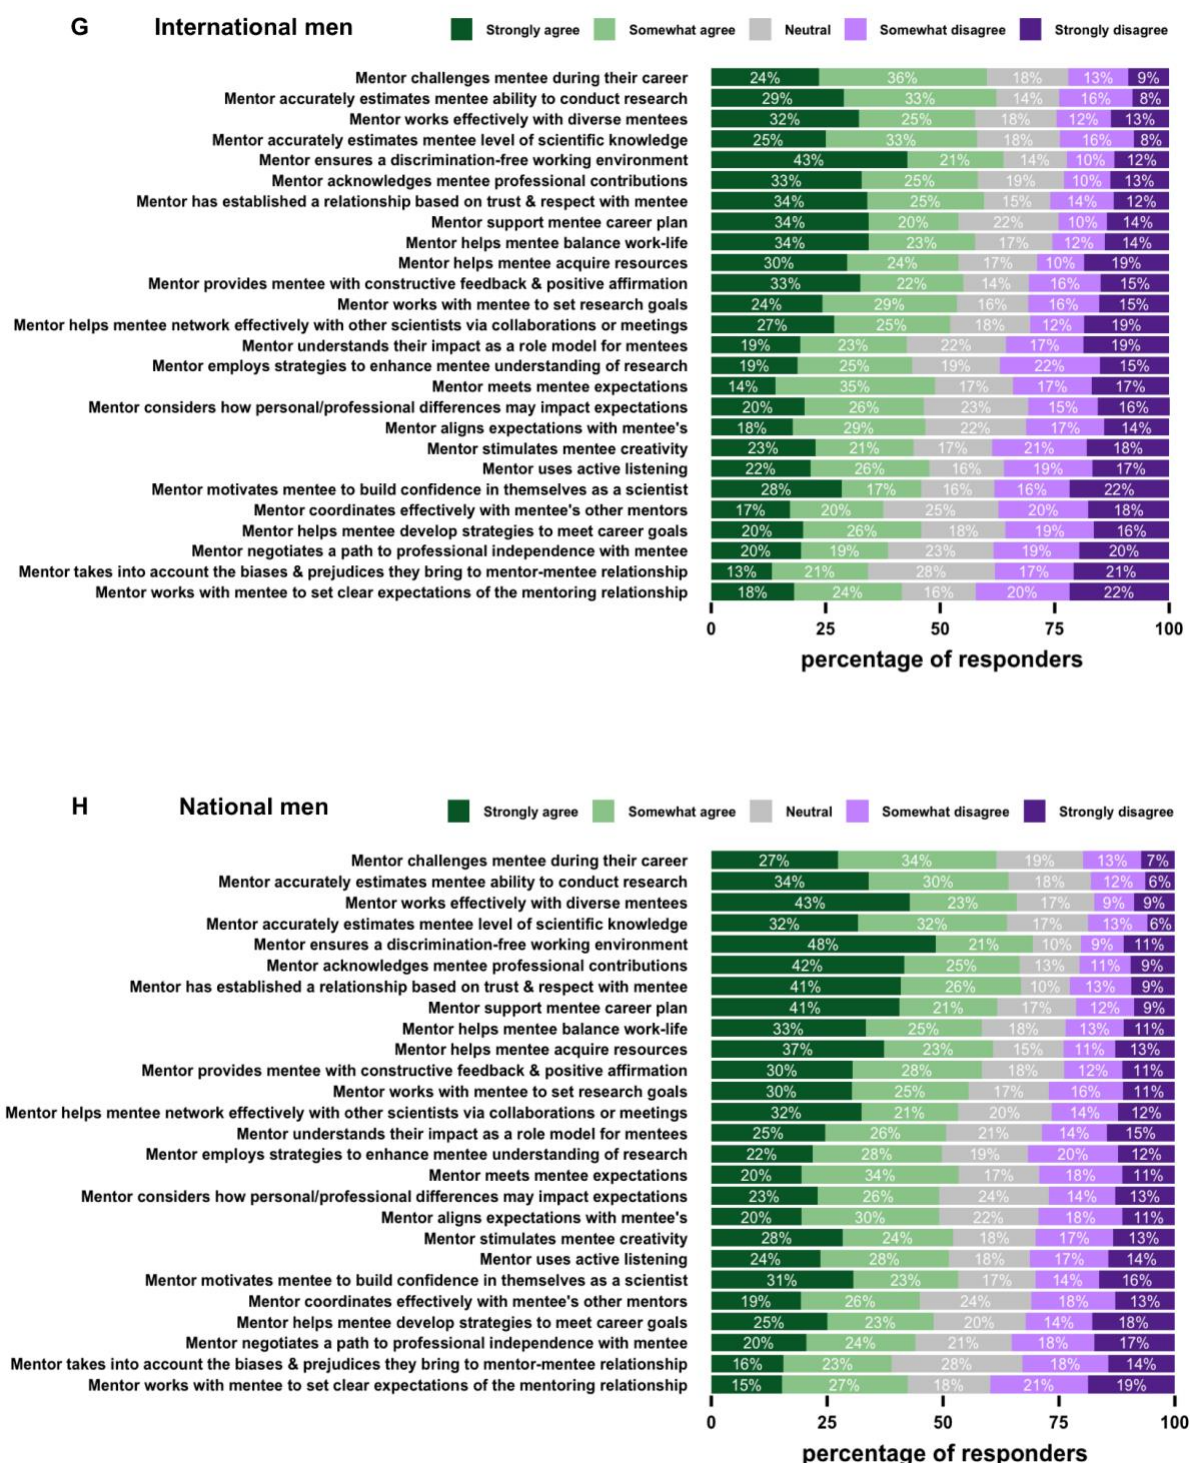 G International men Strongly agree Somewhat agree Neutral Somewhat disagree Strongly disagree
Mentor challenges mentee during their career 24% 36% 18% 13% 9%
Mentor accurately estimates mentee ability to conduct research 29% 33% 14% 16% 8%
Mentor works effectively with diverse mentees 32% 25% 18% 12% 13%
Mentor accurately estimates mentee level of scientific knowledge 25% 33% 18% 16% 8%
Mentor ensures a discrimination-free working environment 43% 21% 14% 10% 12%
Mentor acknowledges mentee professional contributions 33% 25% 19% 10% 13%
Mentor has established a relationship based on trust & respect with mentee 34% 25% 15% 14% 12%
Mentor support mentee career plan 34% 20% 22% 10% 14%
Mentor helps mentee balance work-life 34% 23% 17% 12% 14%
Mentor helps mentee acquire resources 30% 24% 17% 10% 19%
Mentor provides mentee with constructive feedback & positive affirmation 33% 22% 14% 16% 15%
Mentor works with mentee to set research goals 24% 29% 16% 16% 15%
Mentor helps mentee network effectively with other scientists via collaborations or meetings 27% 25% 18% 12% 19%
Mentor understands their impact as a role model for mentees 19% 23% 22% 17% 19%
Mentor employs strategies to enhance mentee understanding of research 19% 25% 19% 22% 15%
Mentor meets mentee expectations 14% 35% 17% 17% 17%
Mentor considers how personal/professional differences may impact expectations 20% 26% 23% 15% 16%
Mentor aligns expectations with mentee's 18% 29% 22% 17% 14%
Mentor stimulates mentee creativity 23% 21% 17% 21% 18%
Mentor uses active listening 22% 26% 16% 19% 17%
Mentor motivates mentee to build confidence in themselves as a scientist 28% 17% 16% 16% 22%
Mentor coordinates effectively with mentee's other mentors 17% 20% 25% 20% 18%
Mentor helps mentee develop strategies to meet career goals 20% 26% 18% 19% 16%
Mentor negotiates a path to professional independence with mentee 20% 19% 23% 19% 20%
Mentor takes into account the biases & prejudices they bring to mentor-mentee relationship 13% 21% 28% 17% 21%
Mentor works with mentee to set clear expectations of the mentoring relationship 18% 24% 16% 20% 22%
0 25 50 75 100
percentage of responders
H National men Strongly agree Somewhat agree Neutral Somewhat disagree Strongly disagree
Mentor challenges mentee during their career 27% 34% 19% 13% 7%
Mentor accurately estimates mentee ability to conduct research 34% 30% 18% 12% 6%
Mentor works effectively with diverse mentees 43% 23% 17% 9% 9%
Mentor accurately estimates mentee level of scientific knowledge 32% 32% 17% 13% 6%
Mentor ensures a discrimination-free working environment 48% 21% 10% 9% 11%
Mentor acknowledges mentee professional contributions 42% 25% 13% 11% 9%
Mentor has established a relationship based on trust & respect with mentee 41% 26% 10% 13% 9%
Mentor support mentee career plan 41% 21% 17% 12% 9%
Mentor helps mentee balance work-life 33% 25% 18% 13% 11%
Mentor helps mentee acquire resources 37% 23% 15% 11% 13%
Mentor provides mentee with constructive feedback & positive affirmation 30% 28% 18% 12% 11%
Mentor works with mentee to set research goals 30% 25% 17% 16% 11%
Mentor helps mentee network effectively with other scientists via collaborations or meetings 32% 21% 20% 14% 12%
Mentor understands their impact as a role model for mentees 25% 26% 21% 14% 15%
Mentor employs strategies to enhance mentee understanding of research 22% 28% 19% 20% 12%
Mentor meets mentee expectations 20% 34% 17% 18% 11%
Mentor considers how personal/professional differences may impact expectations 23% 26% 24% 14% 13%
Mentor aligns expectations with mentee's 20% 30% 22% 18% 11%
Mentor stimulates mentee creativity 28% 24% 18% 17% 13%
Mentor uses active listening 24% 28% 18% 17% 14%
Mentor motivates mentee to build confidence in themselves as a scientist 31% 23% 17% 14% 16%
Mentor coordinates effectively with mentee's other mentors 19% 26% 24% 18% 13%
Mentor helps mentee develop strategies to meet career goals 25% 23% 20% 14% 18%
Mentor negotiates a path to professional independence with mentee 20% 24% 21% 18% 17%
Mentor takes into account the biases & prejudices they bring to mentor-mentee relationship 16% 23% 28% 18% 14%
Mentor works with mentee to set clear expectations of the mentoring relationship 15% 27% 18% 21% 19%
0 25 50 75 100
percentage of responders